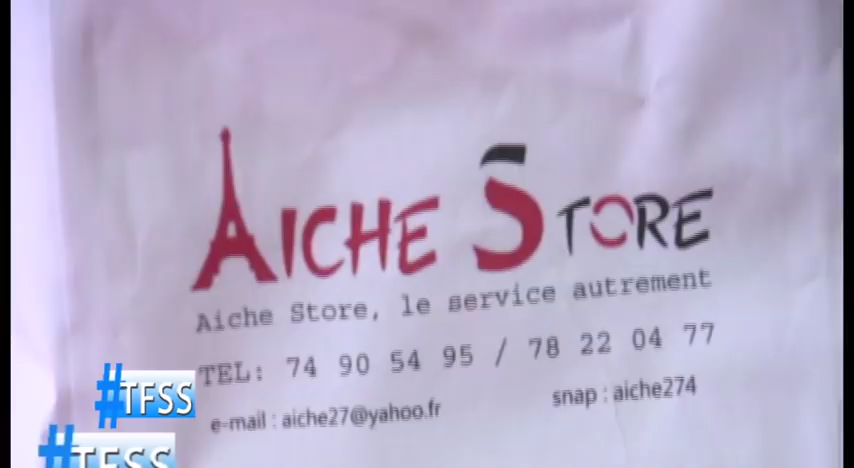 AICHE STORE
Aiche Store, le service autrement
TEL: 74 90 54 95 / 78 22 04 77
e-mail : aiche27@yahoo.fr snap : aiche274
#TFSS
#TFSS